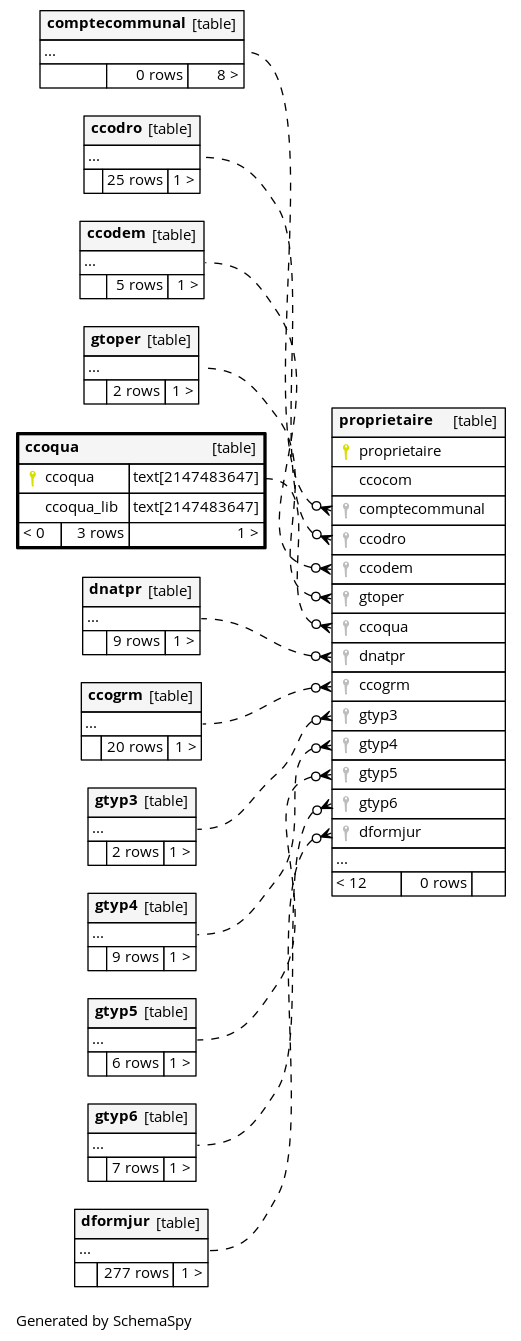 comptecommunal [table]
...
0 rows 8 >
ccodro [table]
...
25 rows 1 >
ccodem [table]
...
5 rows 1 >
gtoper [table]
...
2 rows 1 >
ccoqua [table]
ccoqua text[2147483647]
ccoqua_lib text[2147483647]
< 0 3 rows 1 >
dnatpr [table]
...
9 rows 1 >
ccogrm [table]
...
20 rows 1 >
gtyp3 [table]
...
2 rows 1 >
gtyp4 [table]
...
9 rows 1 >
gtyp5 [table]
...
6 rows 1 >
gtyp6 [table]
...
7 rows 1 >
dformjur [table]
...
277 rows 1 >
proprietaire [table]
proprietaire
ccocom
comptecommunal
ccodro
ccodem
gtoper
ccoqua
dnatpr
ccogrm
gtyp3
gtyp4
gtyp5
gtyp6
dformjur
...
< 12 0 rows
Generated by SchemaSpy